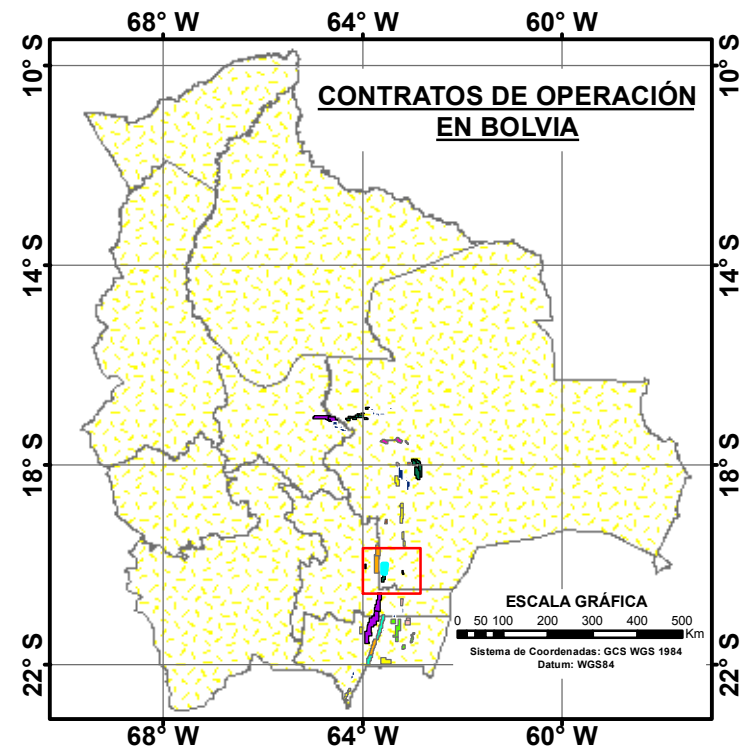 68° W 64° W 60° W
10° S 10° S
CONTRATOS DE OPERACIÓN
EN BOLVIA
14° S 14° S
18° S 18° S
ESCALA GRÁFICA
0 50 100 200 300 400 500
Km
Sistema de Coordenadas: GCS WGS 1984
Datum: WGS84
22° S 22° S
68° W 64° W 60° W